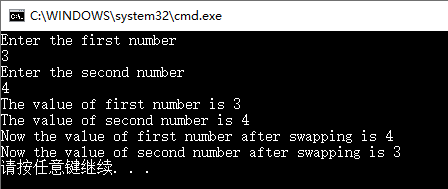 C:\WINDOWS\system32\cmd.exe
Enter the first number
3
Enter the second number
4
The value of first number is 3
The value of second number is 4
Now the value of first number after swapping is 4
Now the value of second number after swapping is 3
请按任意键继续. . .